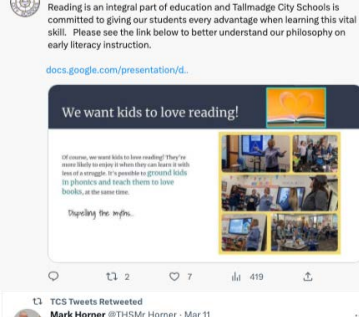 Reading is an integral part of education and Tallmadge City Schools is
committed to giving our students every advantage when learning this vital
skill. Please see the link below to better understand our philosophy on
early literacy instruction.
docs.google.com/presentation/d..
We want kids to love reading!
Of course, we want kids to love reading! They're
more likely to enjoy it when they can learn it with
less of a struggle. It's possible to ground kids
in phonics and teach them to love
books, at the same time.
Dispelling the myths.
2 7 419
TCS Tweets Retweeted
Mark Horner @THSMr_Horner · Mar 11